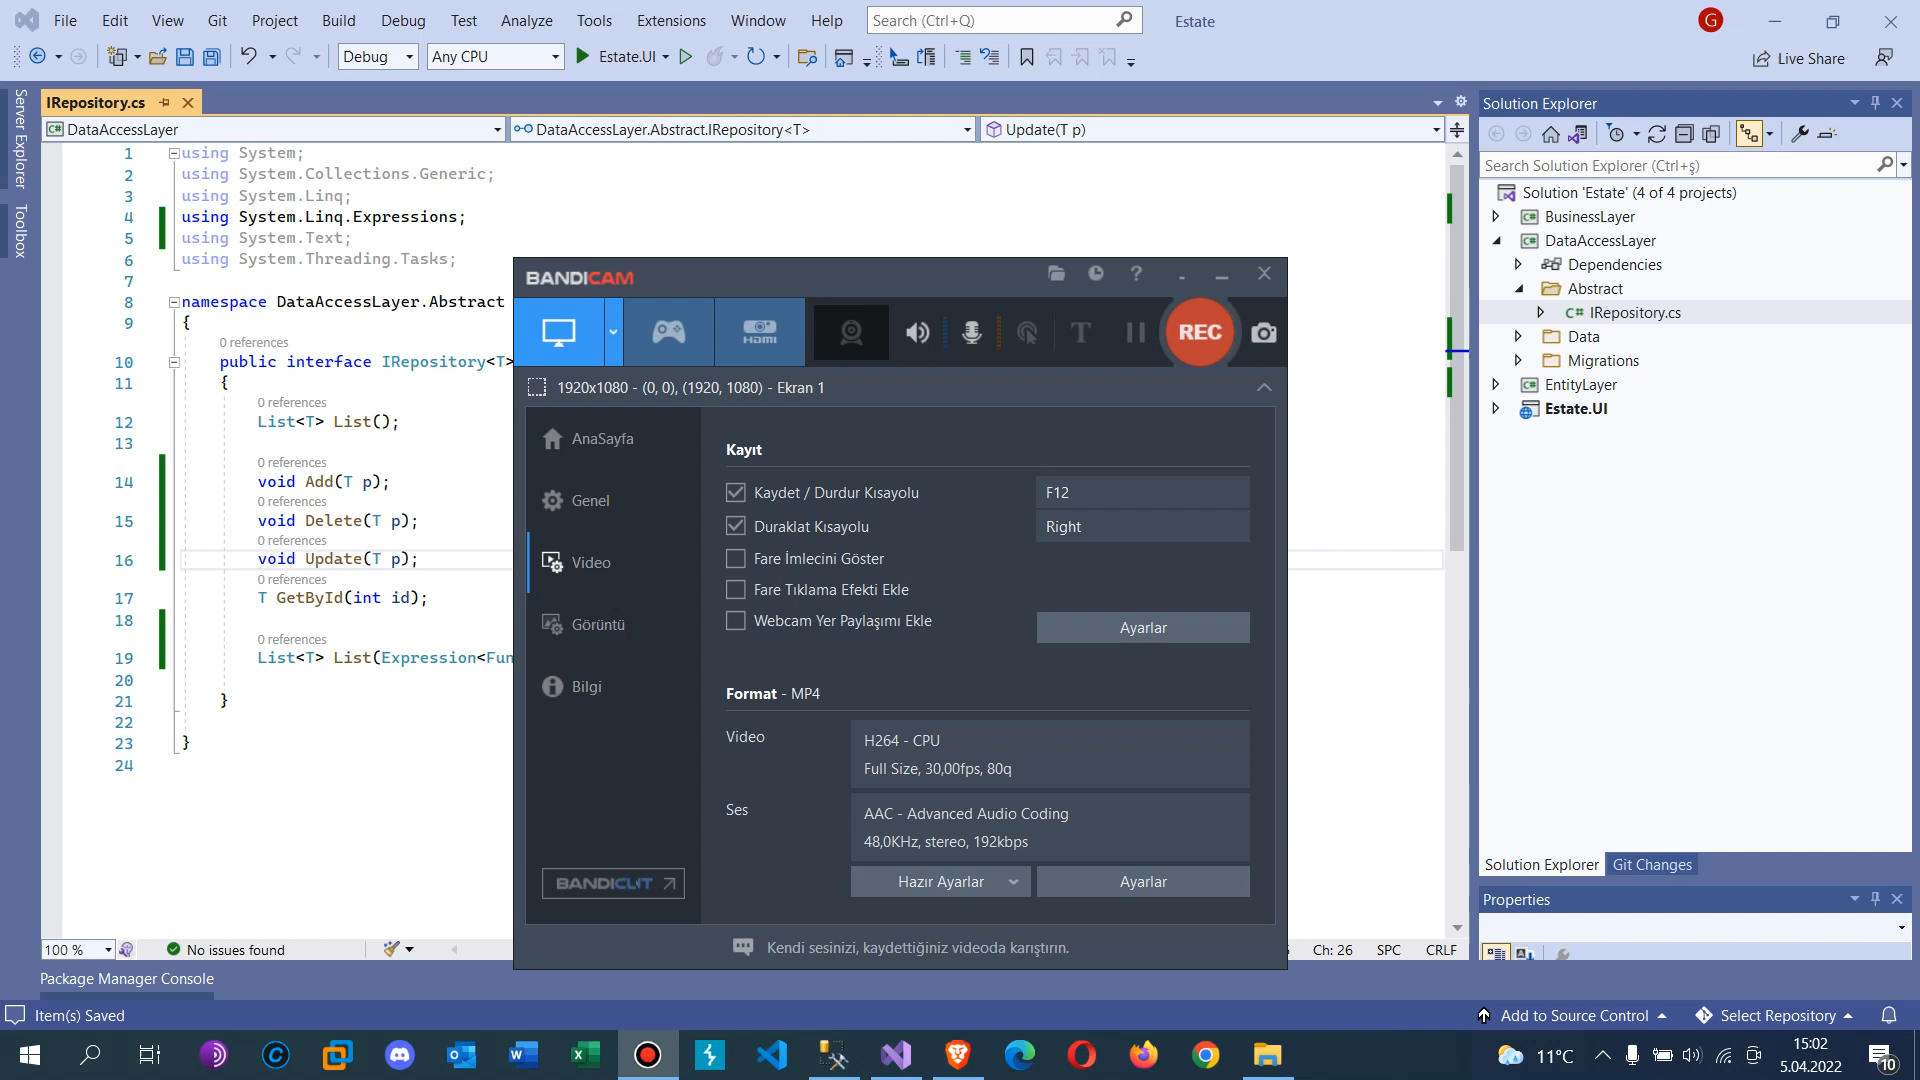 File Edit View Git Project Build Debug Test Analyze Tools Extensions Window Help Search (Ctrl+Q) Estate G
Debug Any CPU Estate.UI Live Share
Server Explorer
Toolbox
IRepository.cs
DataAccessLayer DataAccessLayer.Abstract.IRepository<T> Update(T p)
1 using System;
2 using System.Collections.Generic;
3 using System.Linq;
4 using System.Linq.Expressions;
5 using System.Text;
6 using System.Threading.Tasks;
7
8 namespace DataAccessLayer.Abstract
9 {
0 references
10 public interface IRepository<T>
11 {
0 references
12 List<T> List();
13
0 references
14 void Add(T p);
0 references
15 void Delete(T p);
0 references
16 void Update(T p);
0 references
17 T GetById(int id);
18
0 references
19 List<T> List(Expression<Fun
20
21 }
22
23 }
24
100 % No issues found Ch: 26 SPC CRLF
Package Manager Console
Item(s) Saved Add to Source Control Select Repository
BANDICAM
HDMI T REC
1920x1080 - (0, 0), (1920, 1080) - Ekran 1
AnaSayfa
Genel
Video
Görüntü
Bilgi
BANDICUT
Kayıt
Kaydet / Durdur Kısayolu F12
Duraklat Kısayolu Right
Fare İmlecini Göster
Fare Tıklama Efekti Ekle
Webcam Yer Paylaşımı Ekle Ayarlar
Format - MP4
Video H264 - CPU
Full Size, 30,00fps, 80q
Ses AAC - Advanced Audio Coding
48,0KHz, stereo, 192kbps
Hazır Ayarlar Ayarlar
Kendi sesinizi, kaydettiğiniz videoda karıştırın.
Solution Explorer
Search Solution Explorer (Ctrl+ş)
Solution 'Estate' (4 of 4 projects)
BusinessLayer
DataAccessLayer
Dependencies
Abstract
C# IRepository.cs
Data
Migrations
EntityLayer
Estate.UI
Solution Explorer Git Changes
Properties
11°C 15:02
5.04.2022
10